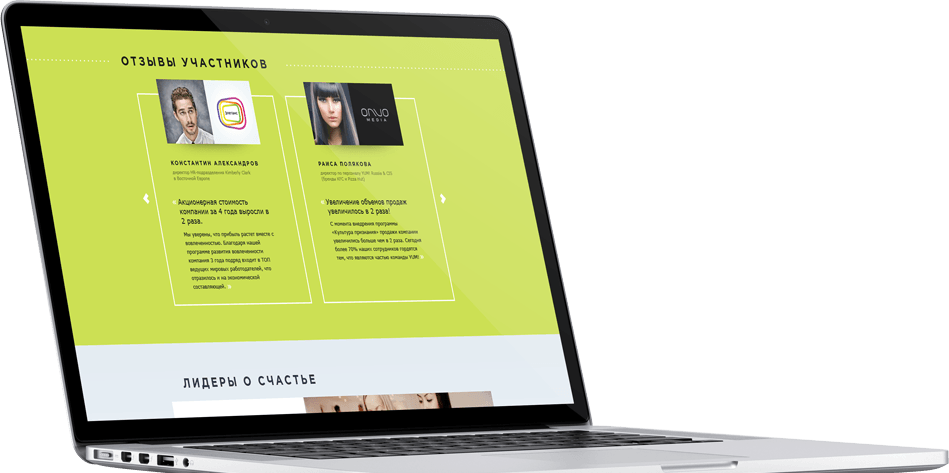 ОТЗЫВЫ УЧАСТНИКОВ
ONUO
MEDIA
КОНСТАНТИН АЛЕКСАНДРОВ
директор HR-подразделения Kimberly Clark
в Восточной Европе
« Акционерная стоимость
компании за 4 года выросли в
2 раза.
Мы уверены, что прибыль растет вместе с
вовлеченностью. Благодаря нашей
программе развития вовлеченности
компания 3 года подряд входит в ТОП
ведущих мировых работодателей, что
отразилось и на экономической
составляющей. »
РАИСА ПОЛЯКОВА
директор по персоналу YUM! Russia & CIS
(бренды KFC и Pizza Hut)
« Увеличение объемов продаж
увеличилось в 2 раза!
С момента внедрения программы
«Культура признания» продажи компании
увеличились больше чем в 2 раза. Сегодня
более 70% наших сотрудников гордятся
тем, что являются частью команды YUM! »
ЛИДЕРЫ О СЧАСТЬЕ